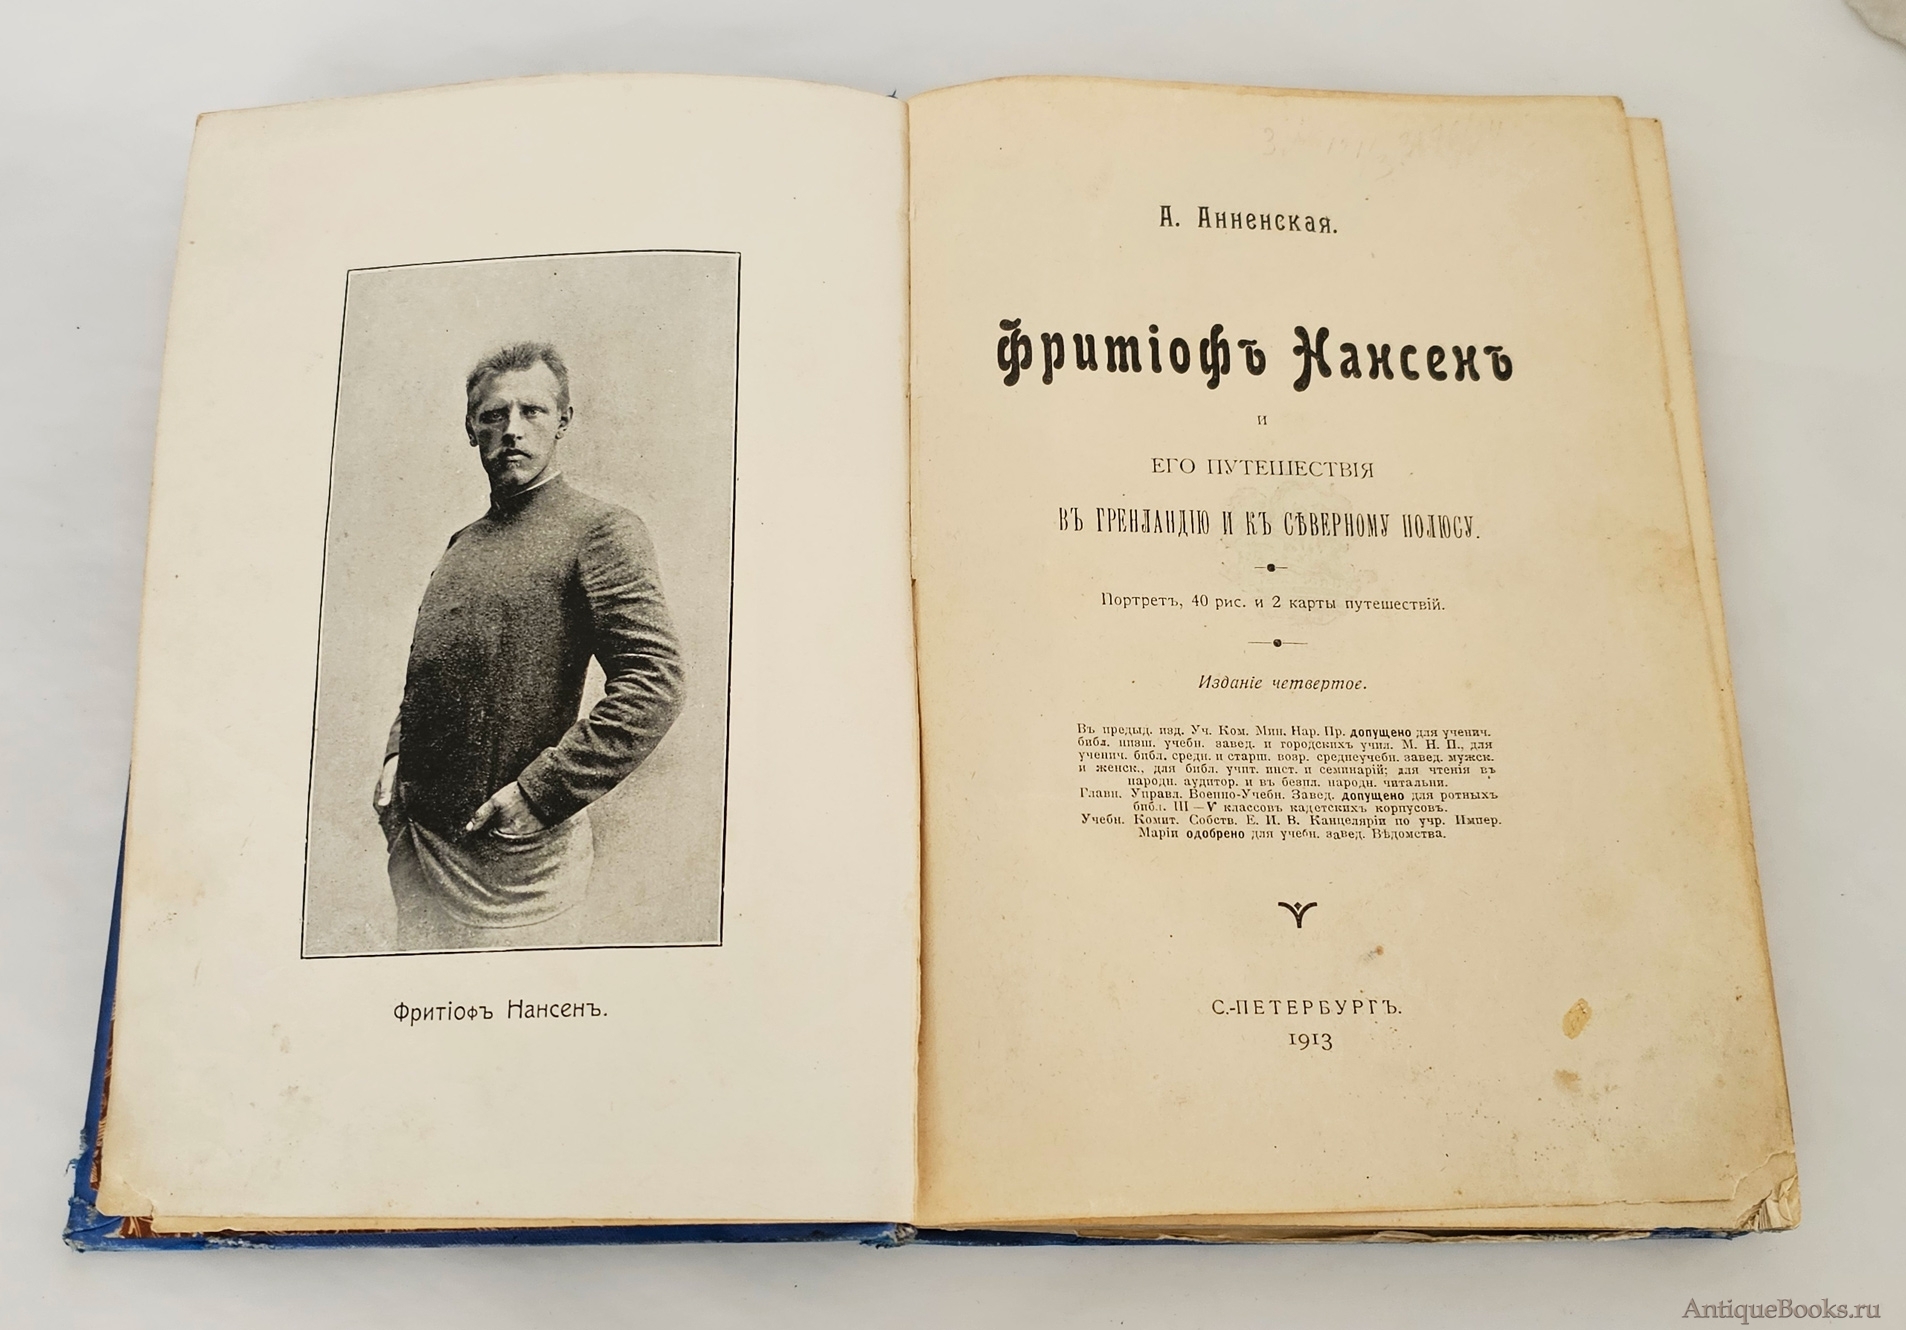 Фритіофъ Нансенъ.
А. Анненская.
Фритіофъ Нансенъ
и
ЕГО ПУТЕШЕСТВІЯ
ВЪ ГРЕНЛАНДІЮ И КЪ СѢВЕРНОМУ ПОЛЮСУ.
Портретъ, 40 рис. и 2 карты путешествій.
Изданіе четвертое.
Въ предыд. изд. Уч. Ком. Мин. Нар. Пр. допущено для ученич.
библ. низш. учебн. завед. и городскихъ учил. М. Н. П., для
ученич. библ. средн. и старш. возр. среднеучебн. завед. мужск.
и женск., для библ. учит. инст. и семинарій; для чтенія въ
народн. аудитор. и въ безпл. народн. читальни.
Главн. Управл. Военно-Учебн. Завед. допущено для ротныхъ
библ. III—V классовъ кадетскихъ корпусовъ.
Учебн. Комит. Собств. Е. И. В. Канцеляріи по учр. Импер.
Маріи одобрено для учебн. завед. Вѣдомства.
С.-ПЕТЕРБУРГЪ.
1913
AntiqueBooks.ru